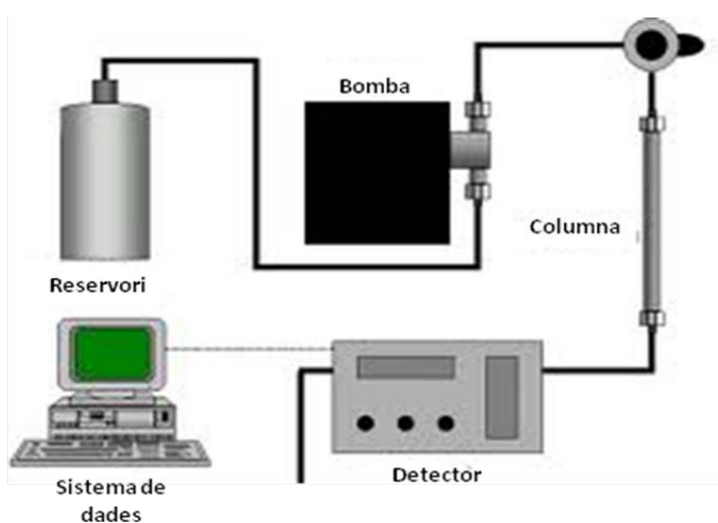 Bomba
Columna
Reservori
Detector
Sistema de
dades